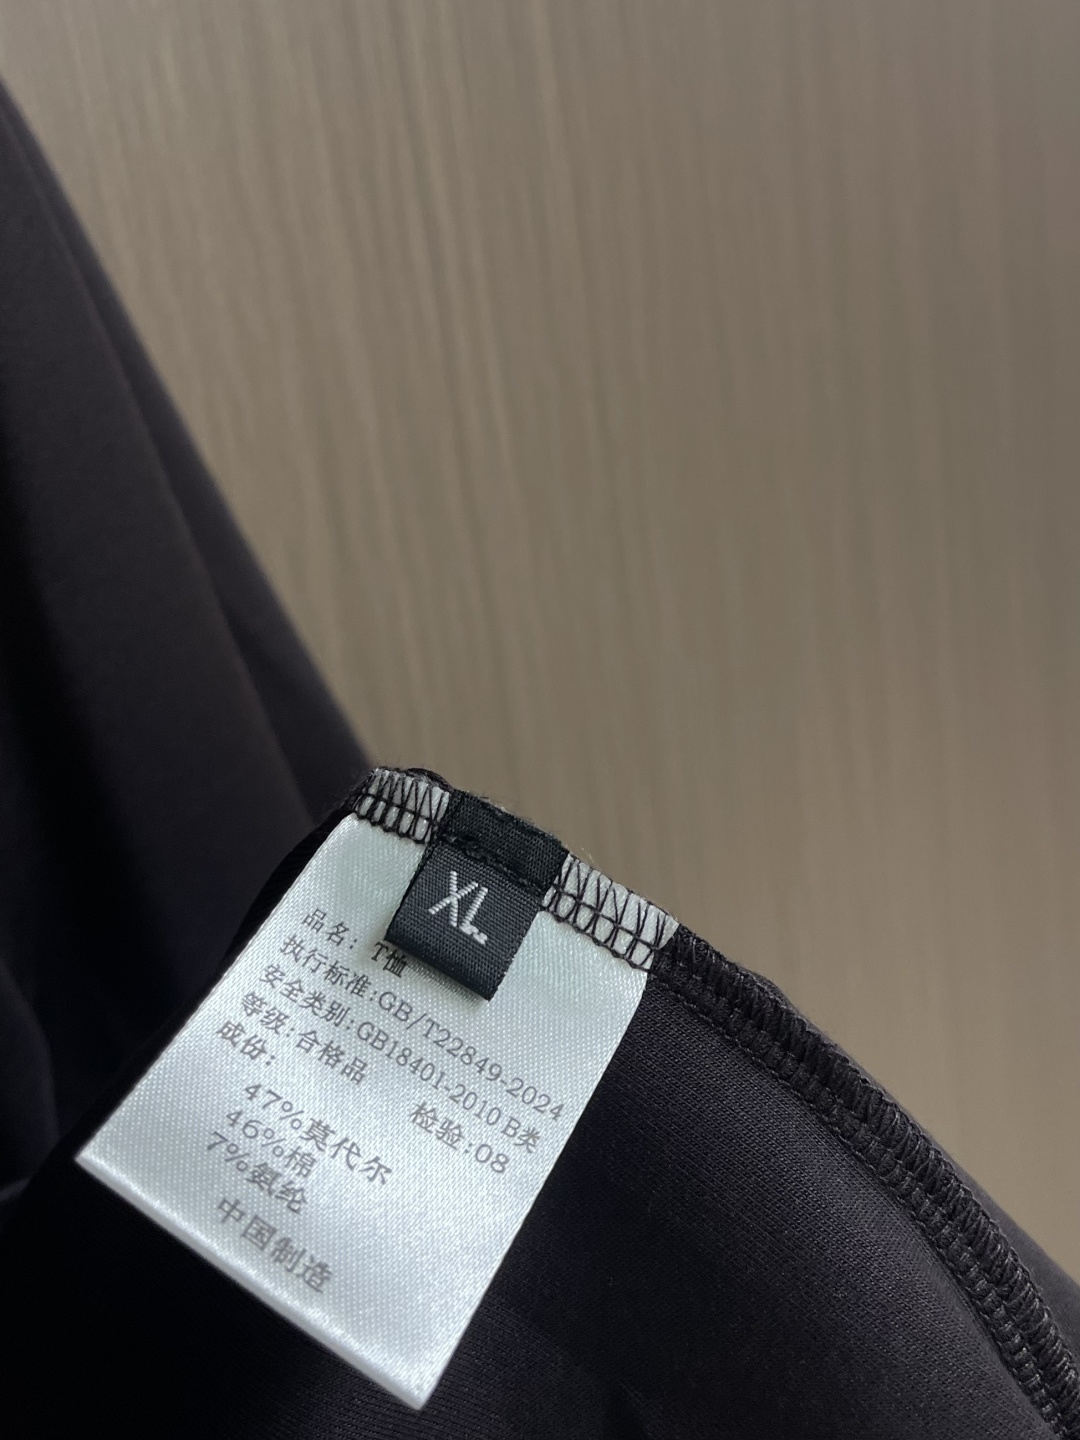 XL
品名: T恤
执行标准:GB/T22849-2024
安全类别:GB18401-2010 B类
等级:合格品 检验:08
成份:
47%莫代尔
46%棉
7%氨纶
中国制造